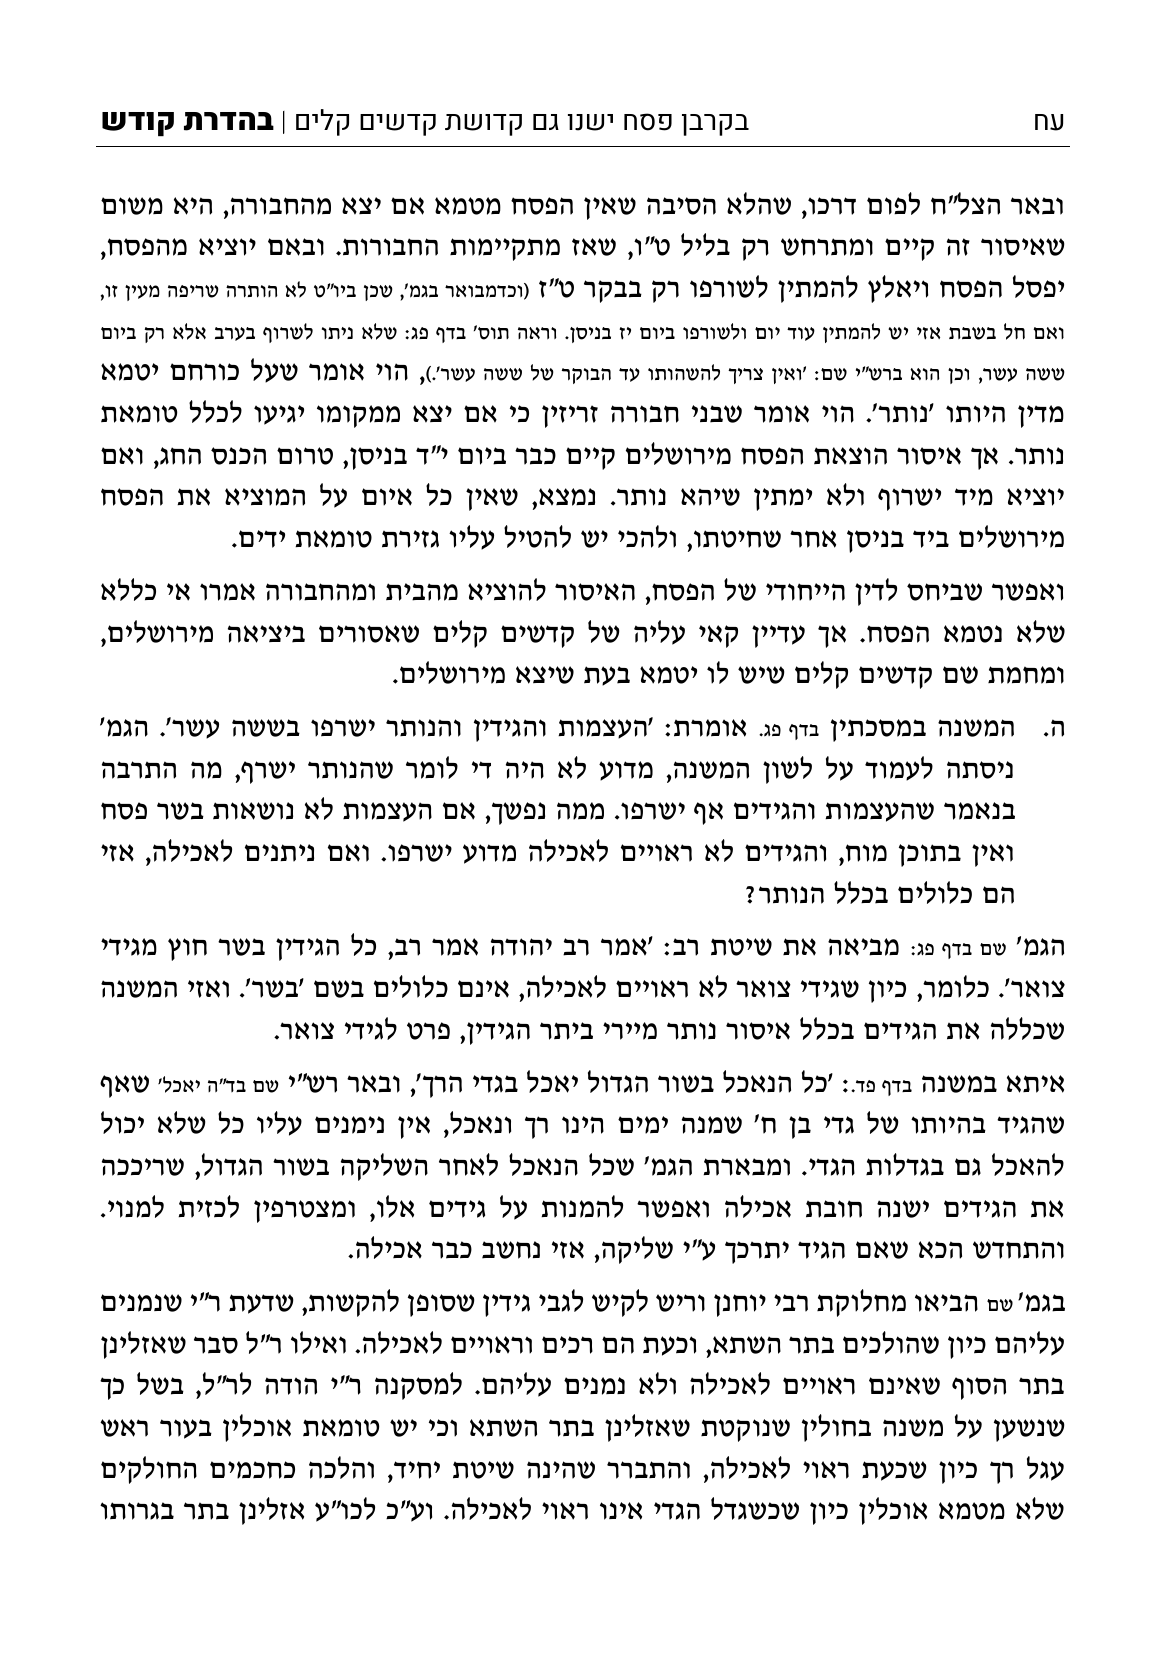 עח בקרבן פסח ישנו גם קדושת קדשים קלים | בהדרת קודש
ובאר הצל"ח לפום דרכו, שהלא הסיבה שאין הפסח מטמא אם יצא מהחבורה, היא משום
שאיסור זה קיים ומתרחש רק בליל ט"ו, שאז מתקיימות החבורות. ובאם יוציא מהפסח,
יפסל הפסח ויאלץ להמתין לשורפו רק בבקר ט"ז (וכדמבואר בגמ', שכן ביו"ט לא הותרה שריפה מעין זו,
ואם חל בשבת אזי יש להמתין עוד יום ולשורפו ביום יז בניסן. וראה תוס' בדף פג: שלא ניתו לשרוף בערב אלא רק ביום
ששה עשר, וכן הוא ברש"י שם: 'ואין צריך להשהותו עד הבוקר של ששה עשר'.), הוי אומר שעל כורחם יטמא
מדין היותו 'נותר'. הוי אומר שבני חבורה זריזין כי אם יצא ממקומו יגיעו לכלל טומאת
נותר. אך איסור הוצאת הפסח מירושלים קיים כבר ביום י"ד בניסן, טרום הכנס החג, ואם
יוציא מיד ישרוף ולא ימתין שיהא נותר. נמצא, שאין כל איום על המוציא את הפסח
מירושלים ביד בניסן אחר שחיטתו, ולהכי יש להטיל עליו גזירת טומאת ידים.
ואפשר שביחס לדין הייחודי של הפסח, האיסור להוציא מהבית ומהחבורה אמרו אי כללא
שלא נטמא הפסח. אך עדיין קאי עליה של קדשים קלים שאסורים ביציאה מירושלים,
ומחמת שם קדשים קלים שיש לו יטמא בעת שיצא מירושלים.
ה. המשנה במסכתין בדף פג. אומרת: 'העצמות והגידין והנותר ישרפו בששה עשר'. הגמ'
ניסתה לעמוד על לשון המשנה, מדוע לא היה די לומר שהנותר ישרף, מה התרבה
בנאמר שהעצמות והגידים אף ישרפו. ממה נפשך, אם העצמות לא נושאות בשר פסח
ואין בתוכן מוח, והגידים לא ראויים לאכילה מדוע ישרפו. ואם ניתנים לאכילה, אזי
הם כלולים בכלל הנותר?
הגמ' שם בדף פג: מביאה את שיטת רב: 'אמר רב יהודה אמר רב, כל הגידין בשר חוץ מגידי
צואר'. כלומר, כיון שגידי צואר לא ראויים לאכילה, אינם כלולים בשם 'בשר'. ואזי המשנה
שכללה את הגידים בכלל איסור נותר מיירי ביתר הגידין, פרט לגידי צואר.
איתא במשנה בדף פד.: 'כל הנאכל בשור הגדול יאכל בגדי הרך', ובאר רש"י שם בד"ה יאכל' שאף
שהגיד בהיותו של גדי בן ח' שמנה ימים הינו רך ונאכל, אין נימנים עליו כל שלא יכול
להאכל גם בגדלות הגדי. ומבארת הגמ' שכל הנאכל לאחר השליקה בשור הגדול, שריככה
את הגידים ישנה חובת אכילה ואפשר להמנות על גידים אלו, ומצטרפין לכזית למנוי.
והתחדש הכא שאם הגיד יתרכך ע"י שליקה, אזי נחשב כבר אכילה.
בגמ' שם הביאו מחלוקת רבי יוחנן וריש לקיש לגבי גידין שסופן להקשות, שדעת ר"י שנמנים
עליהם כיון שהולכים בתר השתא, וכעת הם רכים וראויים לאכילה. ואילו ר"ל סבר שאזלינן
בתר הסוף שאינם ראויים לאכילה ולא נמנים עליהם. למסקנה ר"י הודה לר"ל, בשל כך
שנשען על משנה בחולין שנוקטת שאזלינן בתר השתא וכי יש טומאת אוכלין בעור ראש
עגל רך כיון שכעת ראוי לאכילה, והתברר שהינה שיטת יחיד, והלכה כחכמים החולקים
שלא מטמא אוכלין כיון שכשגדל הגדי אינו ראוי לאכילה. וע"כ לכו"ע אזלינן בתר בגרותו